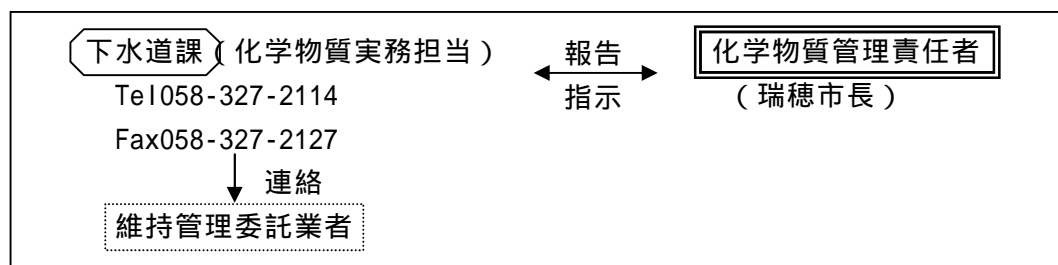 下水道課(化学物質実務担当)
報告
化学物質管理責任者
Tel058-327-2114
指示
(瑞穂市長)
Fax058-327-2127
連絡
維持管理委託業者